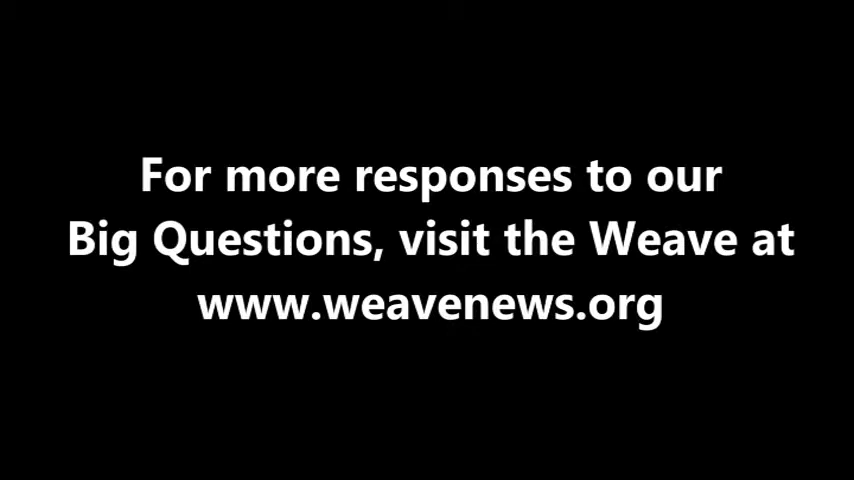 For more responses to our
Big Questions, visit the Weave at
www.weavenews.org